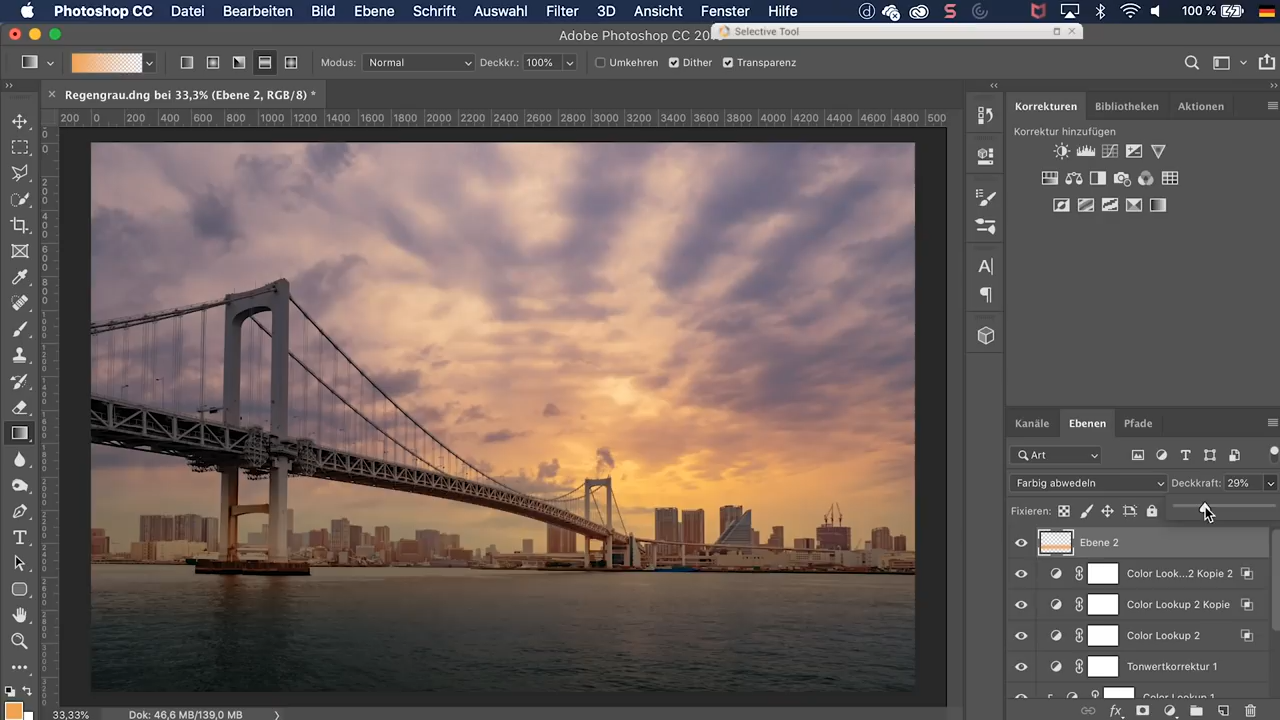 Photoshop CC Datei Bearbeiten Bild Ebene Schrift Auswahl Filter 3D Ansicht Fenster Hilfe 100 %
Adobe Photoshop CC 20
Selective Tool
Modus: Normal Deckkr.: 100% Umkehren Dither Transparenz
Regengrau.dng bei 33,3% (Ebene 2, RGB/8) *
200 0 200 400 600 800 1000 1200 1400 1600 1800 2000 2200 2400 2600 2800 3000 3200 3400 3600 3800 4000 4200 4400 4600 4800 500
Korrekturen Bibliotheken Aktionen
Korrektur hinzufügen
Kanäle Ebenen Pfade
Art
Farbig abwedeln Deckkraft: 29%
Fixieren:
Ebene 2
Color Look...2 Kopie 2
Color Lookup 2 Kopie
Color Lookup 2
Tonwertkorrektur 1
Color Lookup 1
33,33% Dok: 46,6 MB/139,0 MB